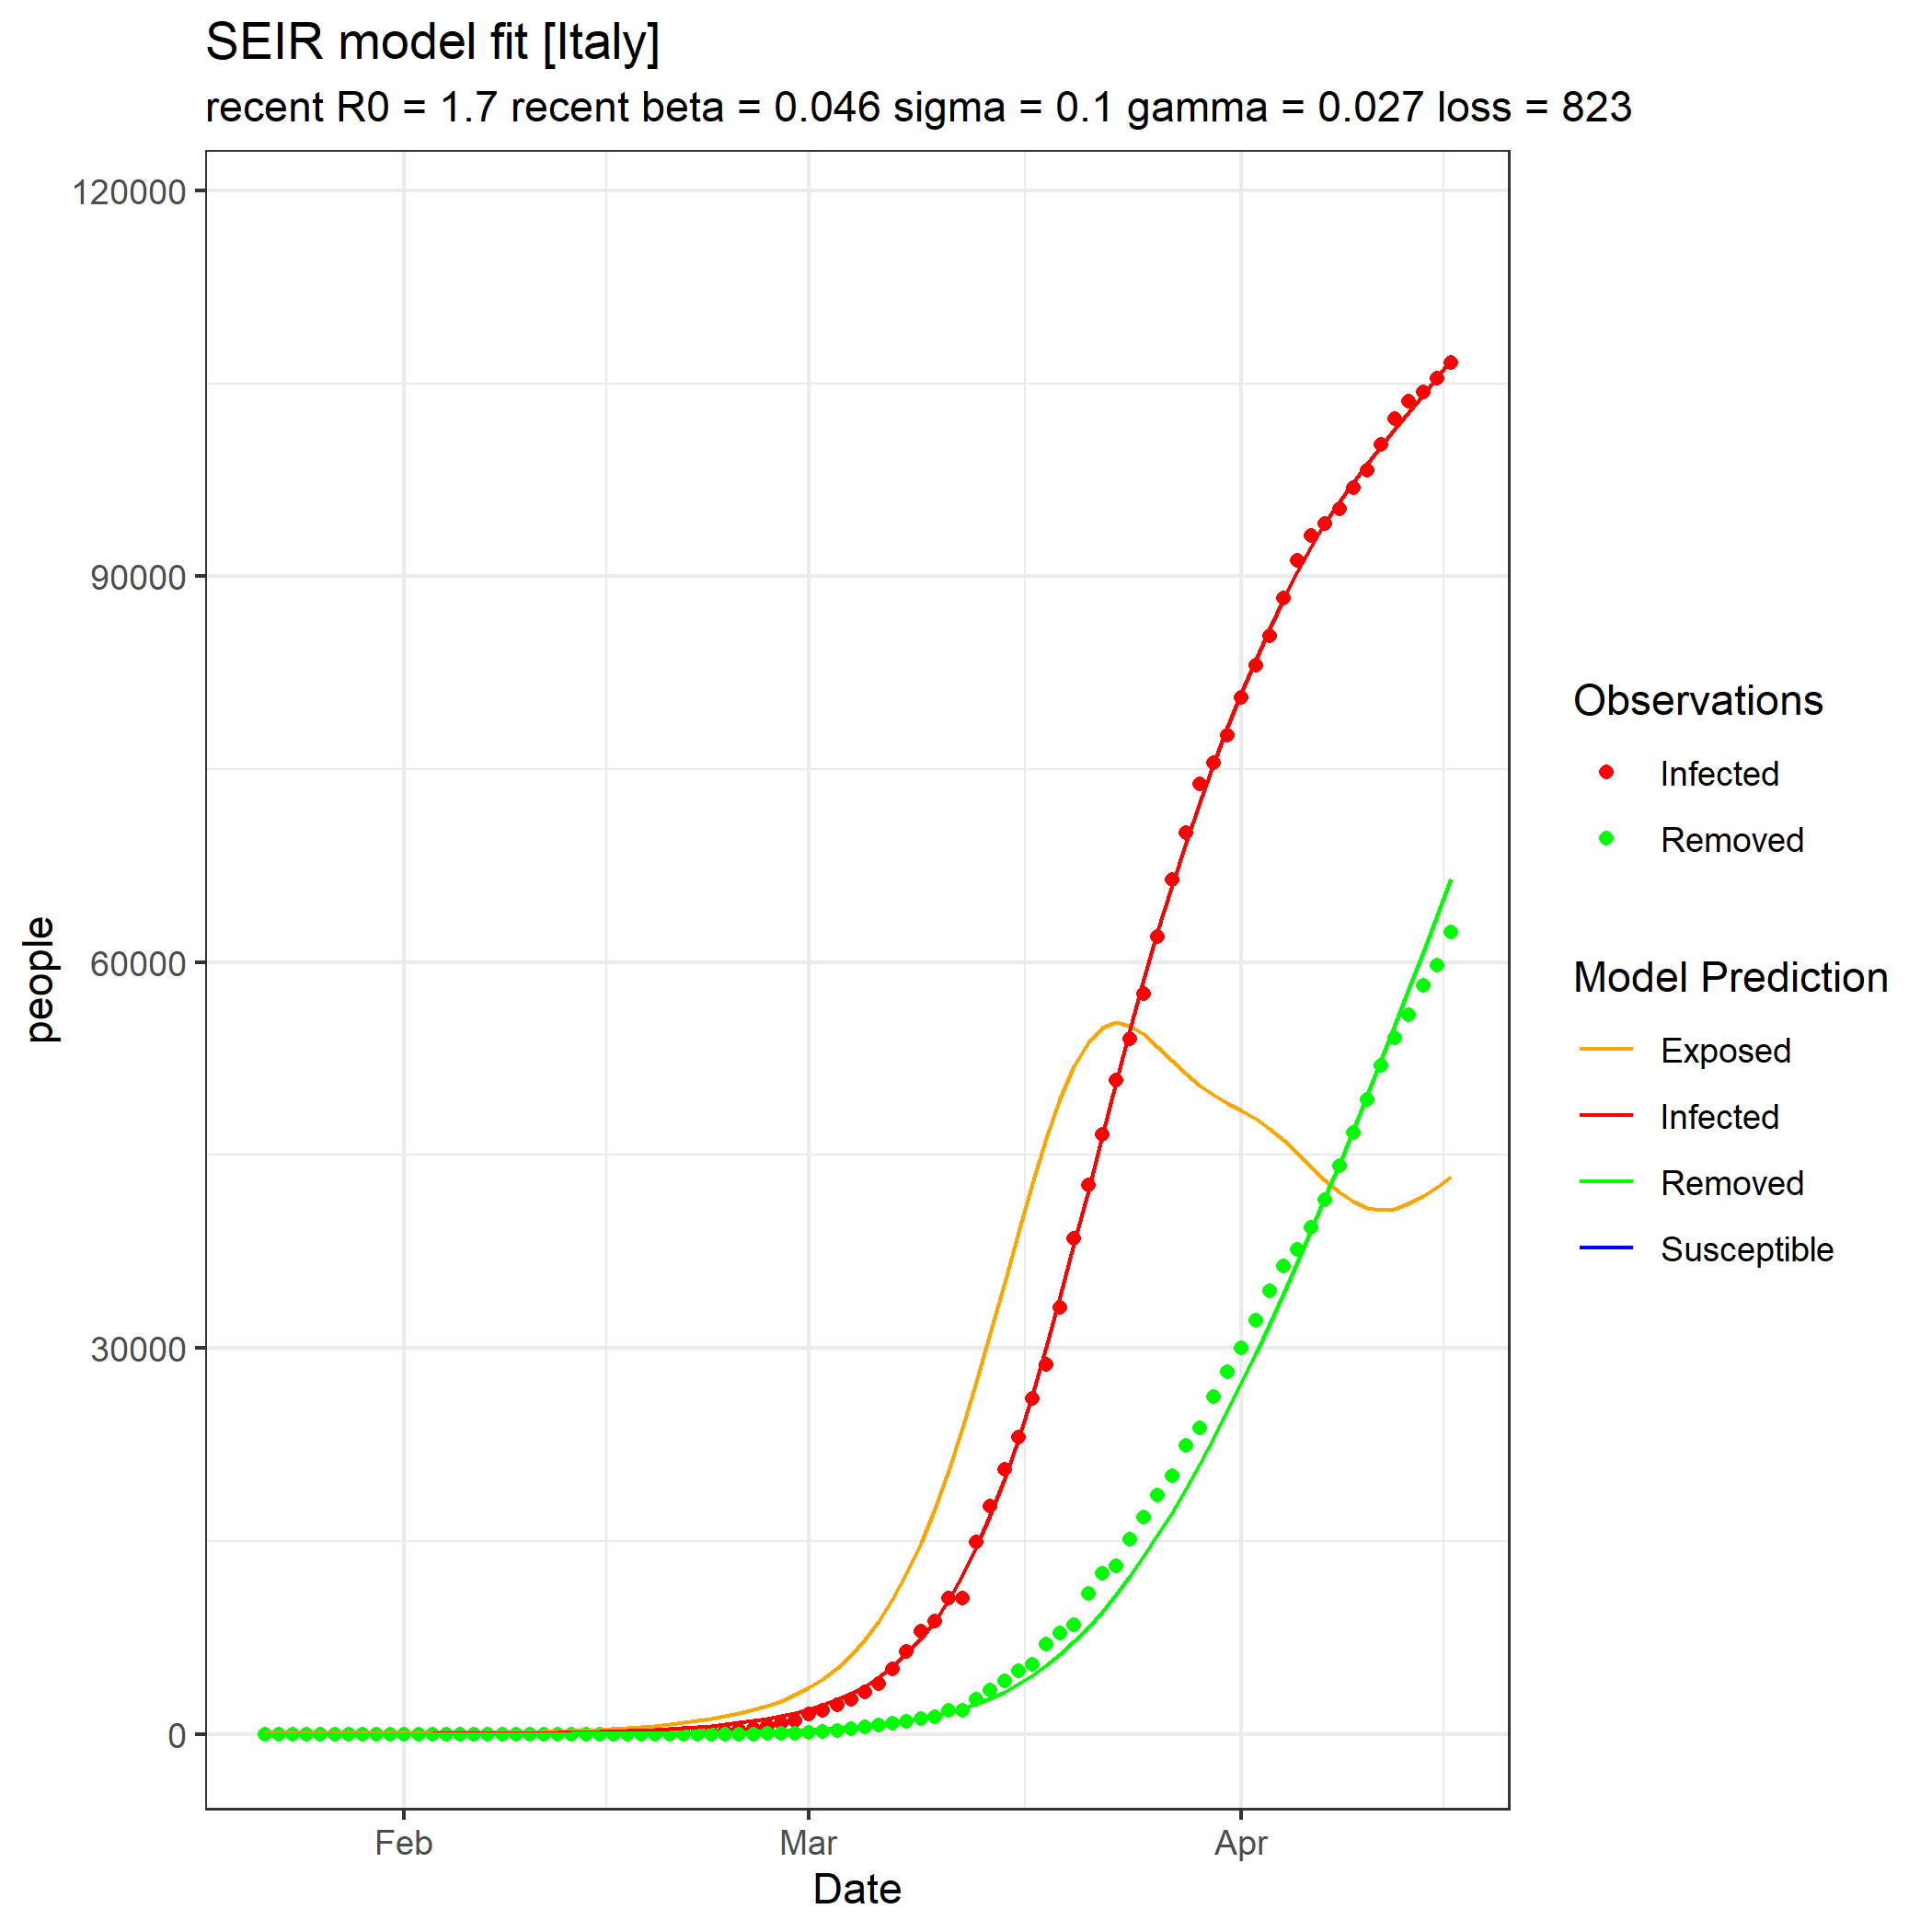 SEIR model fit [Italy]
recent R0 = 1.7 recent beta = 0.046 sigma = 0.1 gamma = 0.027 loss = 823
120000
90000
60000
30000
0
people
Feb
Mar
Apr
Date
Observations
Infected
Removed
Model Prediction
Exposed
Infected
Removed
Susceptible